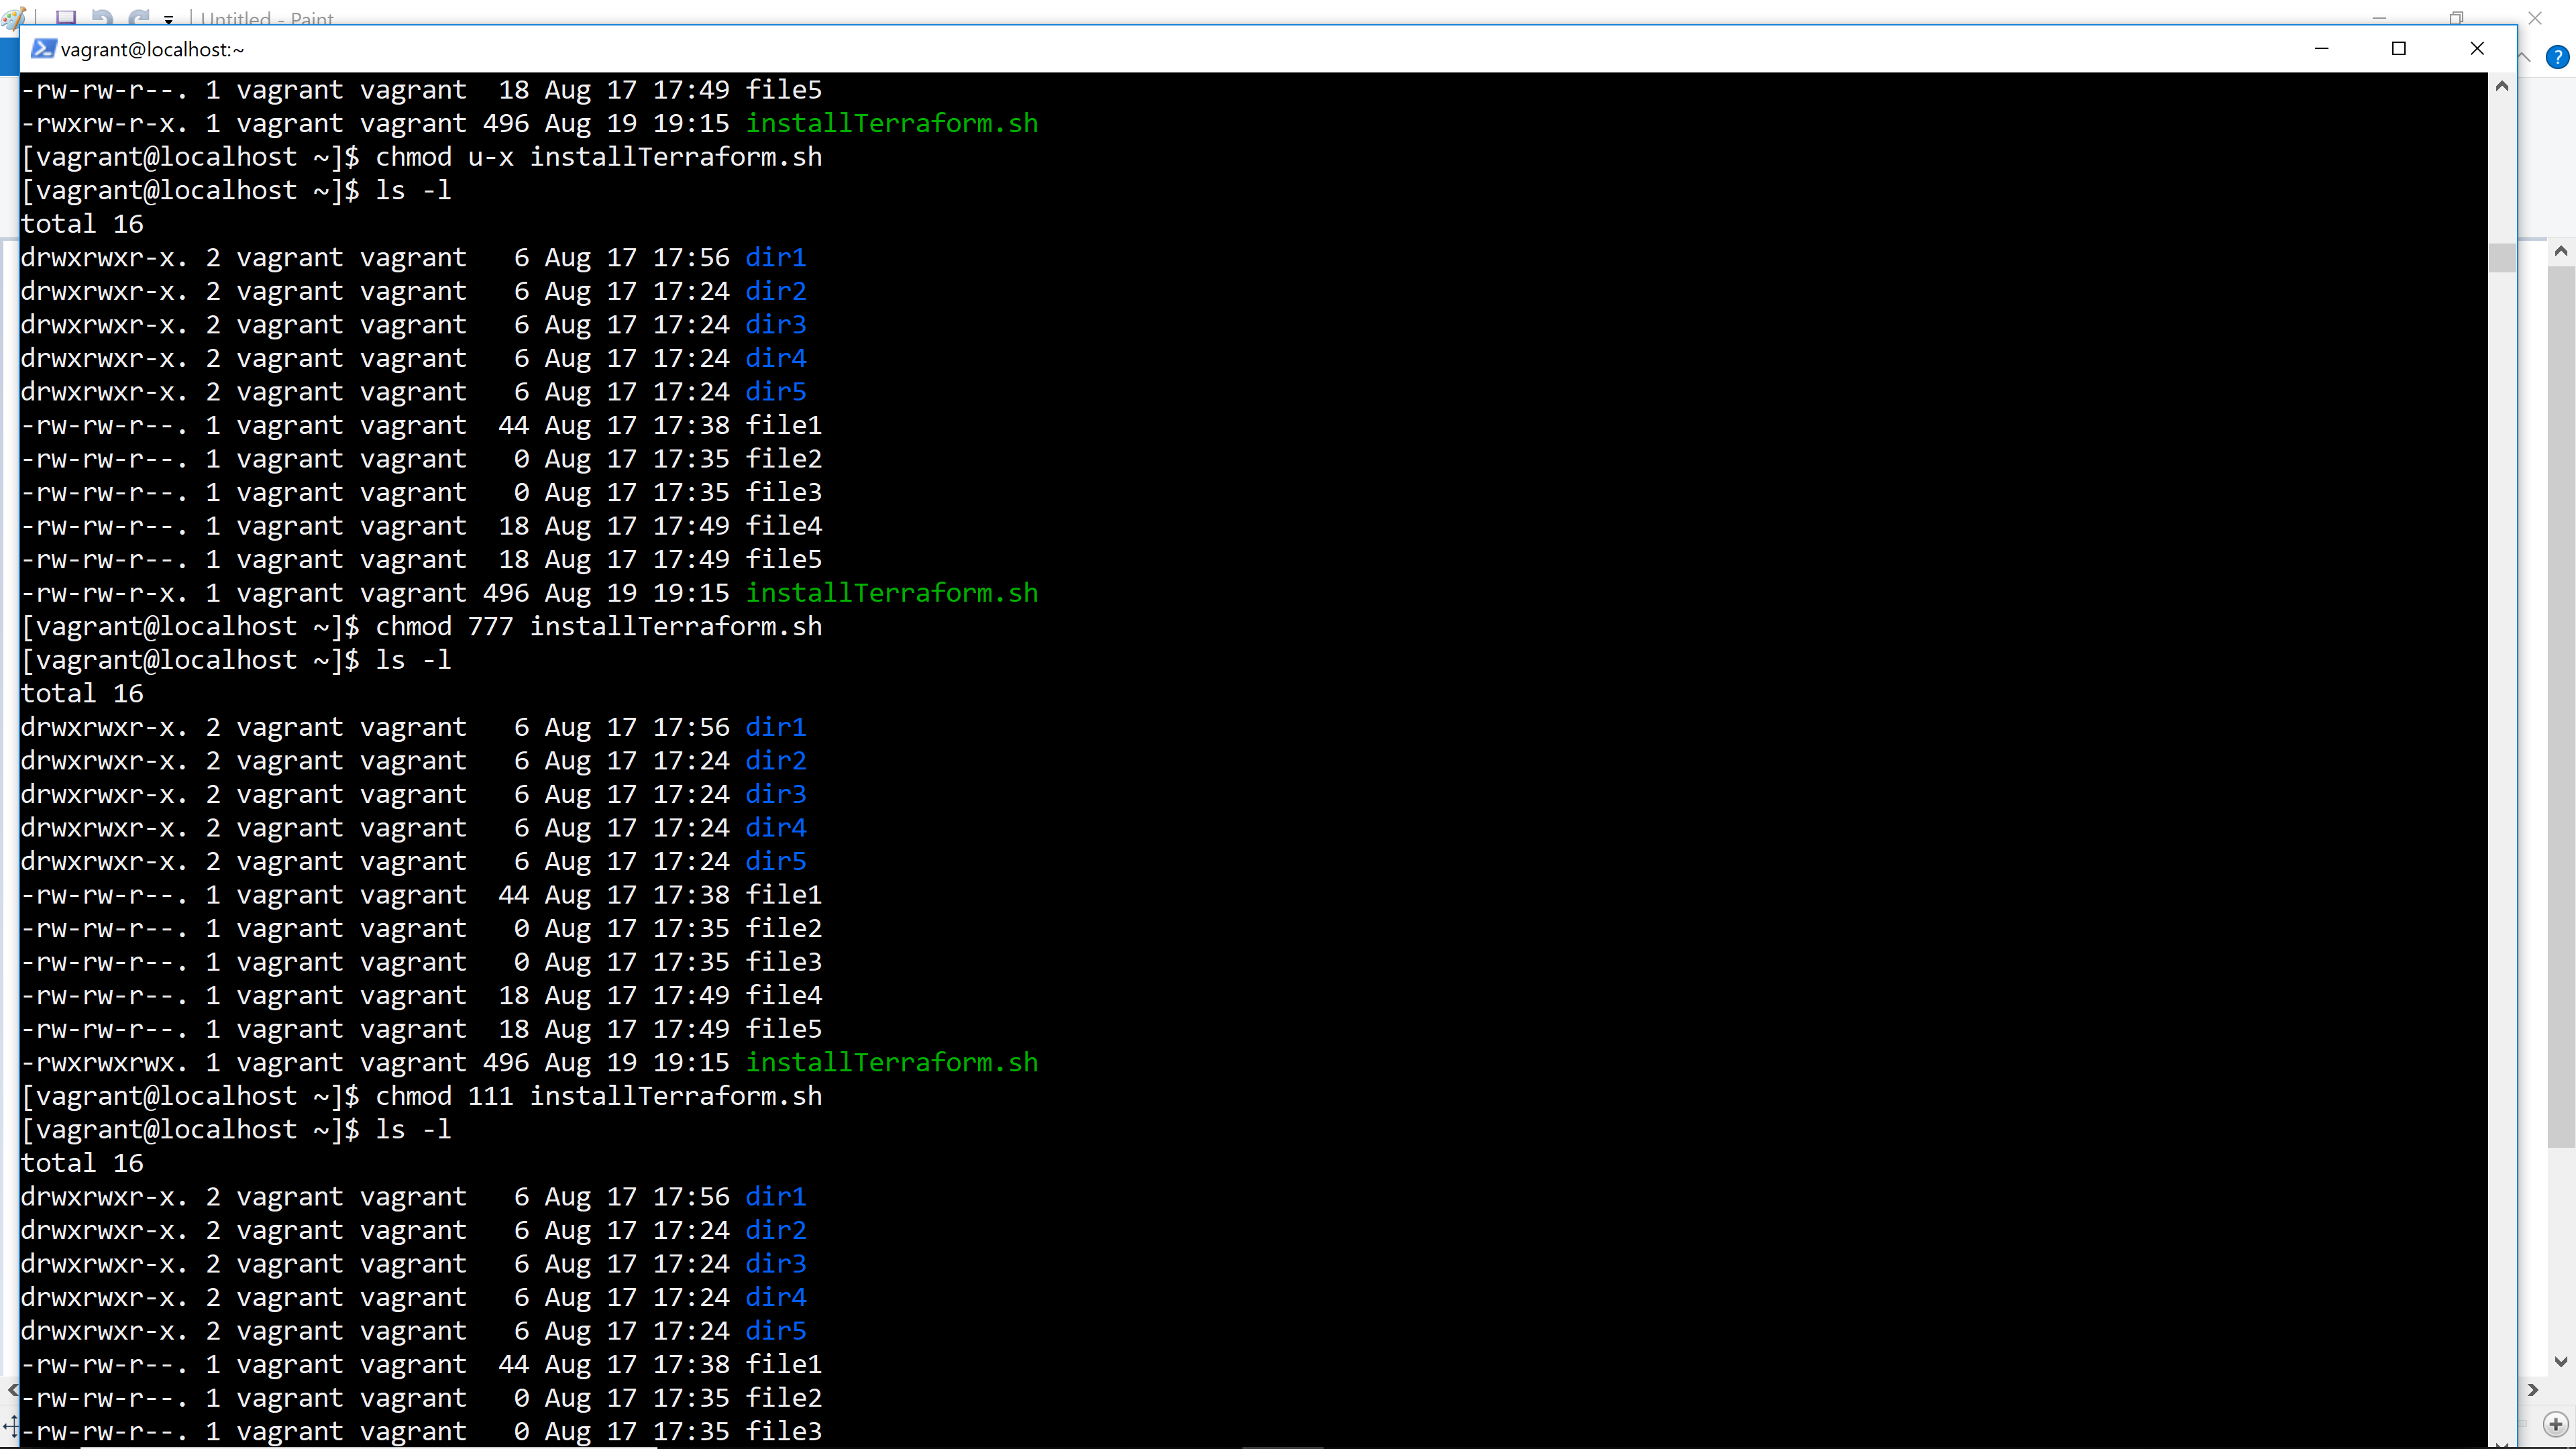 Untitled - Paint
vagrant@localhost:~
-rw-rw-r--. 1 vagrant vagrant  18 Aug 17 17:49 file5
-rwxrw-r-x. 1 vagrant vagrant 496 Aug 19 19:15 installTerraform.sh
[vagrant@localhost ~]$ chmod u-x installTerraform.sh
[vagrant@localhost ~]$ ls -l
total 16
drwxrwxr-x. 2 vagrant vagrant   6 Aug 17 17:56 dir1
drwxrwxr-x. 2 vagrant vagrant   6 Aug 17 17:24 dir2
drwxrwxr-x. 2 vagrant vagrant   6 Aug 17 17:24 dir3
drwxrwxr-x. 2 vagrant vagrant   6 Aug 17 17:24 dir4
drwxrwxr-x. 2 vagrant vagrant   6 Aug 17 17:24 dir5
-rw-rw-r--. 1 vagrant vagrant  44 Aug 17 17:38 file1
-rw-rw-r--. 1 vagrant vagrant   0 Aug 17 17:35 file2
-rw-rw-r--. 1 vagrant vagrant   0 Aug 17 17:35 file3
-rw-rw-r--. 1 vagrant vagrant  18 Aug 17 17:49 file4
-rw-rw-r--. 1 vagrant vagrant  18 Aug 17 17:49 file5
-rw-rw-r-x. 1 vagrant vagrant 496 Aug 19 19:15 installTerraform.sh
[vagrant@localhost ~]$ chmod 777 installTerraform.sh
[vagrant@localhost ~]$ ls -l
total 16
drwxrwxr-x. 2 vagrant vagrant   6 Aug 17 17:56 dir1
drwxrwxr-x. 2 vagrant vagrant   6 Aug 17 17:24 dir2
drwxrwxr-x. 2 vagrant vagrant   6 Aug 17 17:24 dir3
drwxrwxr-x. 2 vagrant vagrant   6 Aug 17 17:24 dir4
drwxrwxr-x. 2 vagrant vagrant   6 Aug 17 17:24 dir5
-rw-rw-r--. 1 vagrant vagrant  44 Aug 17 17:38 file1
-rw-rw-r--. 1 vagrant vagrant   0 Aug 17 17:35 file2
-rw-rw-r--. 1 vagrant vagrant   0 Aug 17 17:35 file3
-rw-rw-r--. 1 vagrant vagrant  18 Aug 17 17:49 file4
-rw-rw-r--. 1 vagrant vagrant  18 Aug 17 17:49 file5
-rwxrwxrwx. 1 vagrant vagrant 496 Aug 19 19:15 installTerraform.sh
[vagrant@localhost ~]$ chmod 111 installTerraform.sh
[vagrant@localhost ~]$ ls -l
total 16
drwxrwxr-x. 2 vagrant vagrant   6 Aug 17 17:56 dir1
drwxrwxr-x. 2 vagrant vagrant   6 Aug 17 17:24 dir2
drwxrwxr-x. 2 vagrant vagrant   6 Aug 17 17:24 dir3
drwxrwxr-x. 2 vagrant vagrant   6 Aug 17 17:24 dir4
drwxrwxr-x. 2 vagrant vagrant   6 Aug 17 17:24 dir5
-rw-rw-r--. 1 vagrant vagrant  44 Aug 17 17:38 file1
-rw-rw-r--. 1 vagrant vagrant   0 Aug 17 17:35 file2
-rw-rw-r--. 1 vagrant vagrant   0 Aug 17 17:35 file3